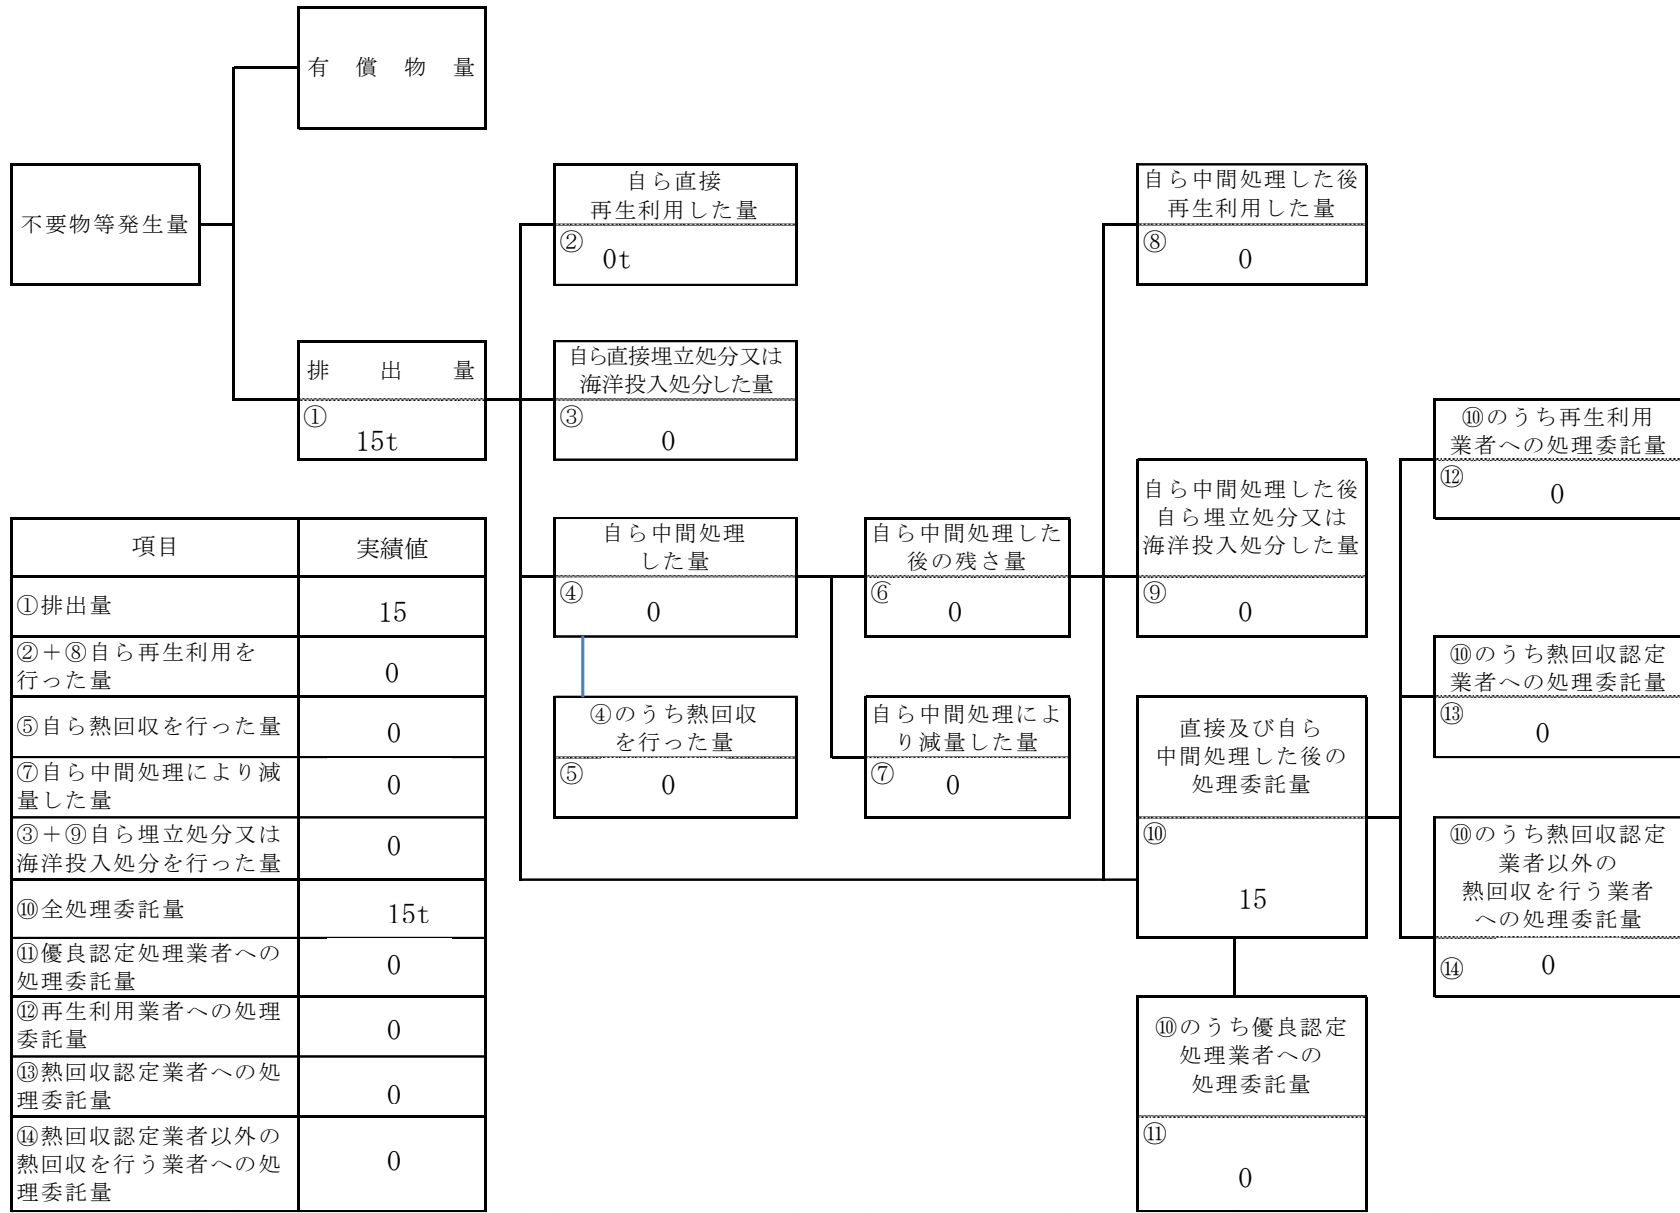 有償物量
不要物等発生量
排出量
①
15t
自ら直接
再生利用した量
②
0t
自ら直接埋立処分又は
海洋投入処分した量
③
0
自ら中間処理
した量
④
0
④のうち熱回収
を行った量
⑤
0
自ら中間処理した
後の残さ量
⑥
0
自ら中間処理によ
り減量した量
⑦
0
自ら中間処理した後
再生利用した量
⑧
0
自ら中間処理した後
自ら埋立処分又は
海洋投入処分した量
⑨
0
直接及び自ら
中間処理した後の
処理委託量
⑩
15
⑩のうち優良認定
処理業者への
処理委託量
⑪
0
⑩のうち再生利用
業者への処理委託量
⑫
0
⑩のうち熱回収認定
業者への処理委託量
⑬
0
⑩のうち熱回収認定
業者以外の
熱回収を行う業者
への処理委託量
⑭
0
項目 実績値
①排出量 15
②+⑧自ら再生利用を
行った量 0
⑤自ら熱回収を行った量 0
⑦自ら中間処理により減
量した量 0
③+⑨自ら埋立処分又は
海洋投入処分を行った量 0
⑩全処理委託量 15t
⑪優良認定処理業者への
処理委託量 0
⑫再生利用業者への処理
委託量 0
⑬熱回収認定業者への処
理委託量 0
⑭熱回収認定業者以外の
熱回収を行う業者への処
理委託量 0